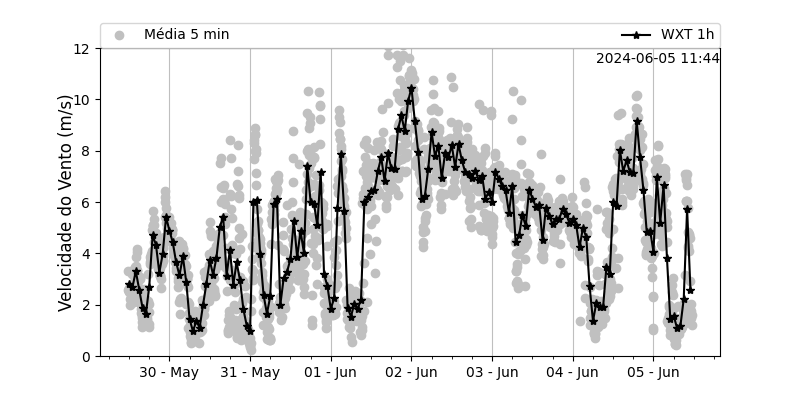 Média 5 min
WXT 1h
2024-06-05 11:44
Velocidade do Vento (m/s)
12
10
8
6
4
2
0
30 - May
31 - May
01 - Jun
02 - Jun
03 - Jun
04 - Jun
05 - Jun